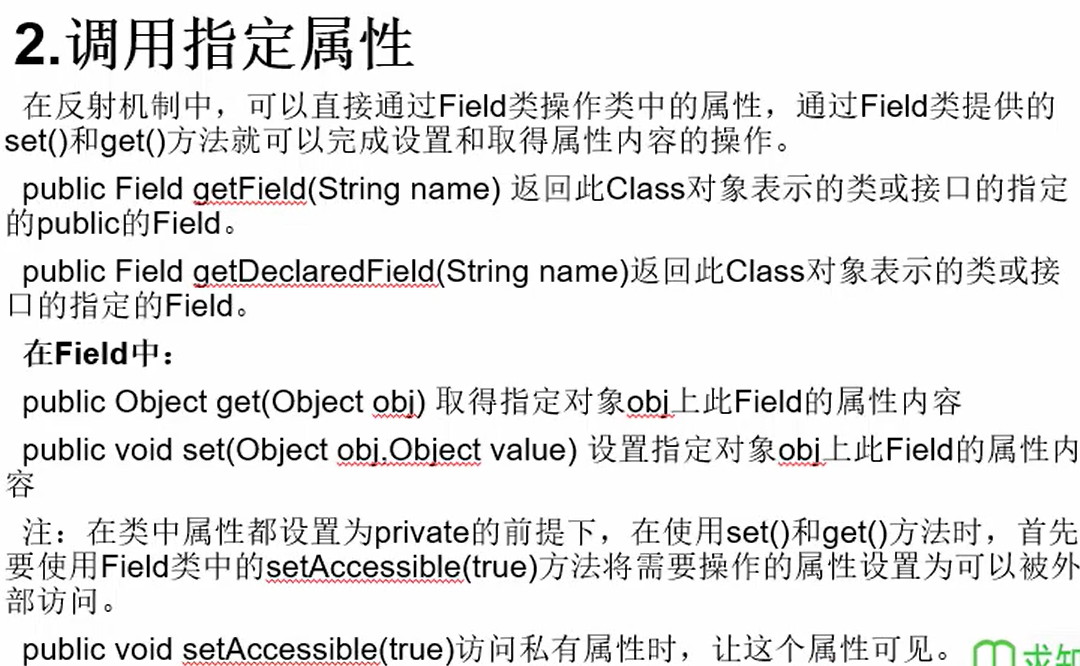 2.调用指定属性
在反射机制中，可以直接通过Field类操作类中的属性，通过Field类提供的
set()和get()方法就可以完成设置和取得属性内容的操作。
public Field getField(String name) 返回此Class对象表示的类或接口的指定
的public的Field。
public Field getDeclaredField(String name)返回此Class对象表示的类或接
口的指定的Field。
在Field中：
public Object get(Object obj) 取得指定对象obj上此Field的属性内容
public void set(Object obj.Object value) 设置指定对象obj上此Field的属性内
容
注：在类中属性都设置为private的前提下，在使用set()和get()方法时，首先
要使用Field类中的setAccessible(true)方法将需要操作的属性设置为可以被外
部访问。
public void setAccessible(true)访问私有属性时，让这个属性可见。
求知